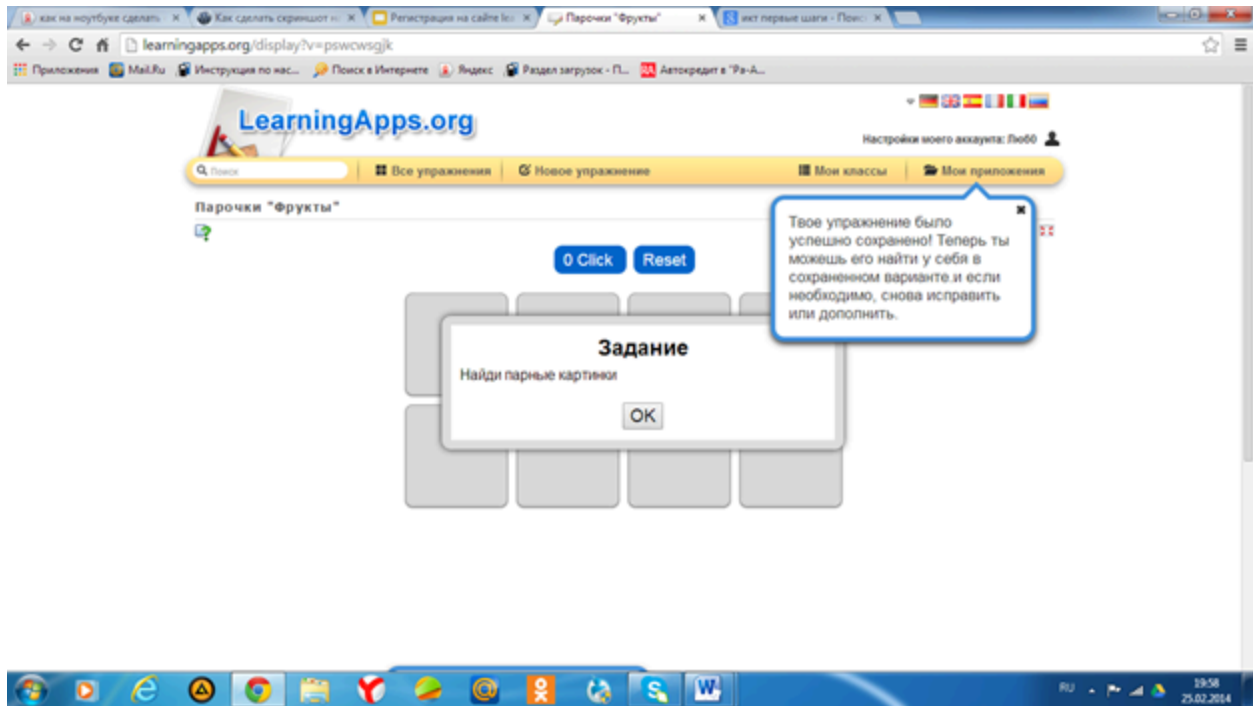 как на ноутбуке сделать
Как сделать скриншот н
Регистрация на сайте le
Парочки "Фрукты"
икт первые шаги - Поис
learningapps.org/display?v=pswcwsgjk
Приложения Mail.Ru Инструкция по нас... Поиск в Интернете Яндекс Раздел загрузок - П... Автокредит в "Ра-А...
LearningApps.org
Настройки моего аккаунта: Люб0
Поиск Все упражнения Новое упражнение Мои классы Мои приложения
Парочки "Фрукты"
Твое упражнение было
успешно сохранено! Теперь ты
можешь его найти у себя в
сохраненном варианте.и если
необходимо, снова исправить
или дополнить.
0 Click Reset
Задание
Найди парные картинки
OK
RU
19:58
25.02.2014